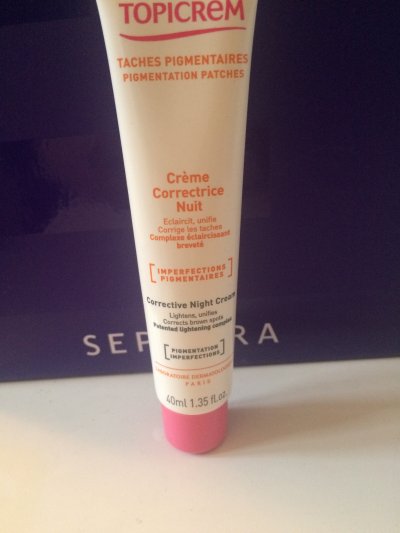 TOPICREM
TACHES PIGMENTAIRES
PIGMENTATION PATCHES
Crème
Correctrice
Nuit
Eclaircit, unifie
Corrige les taches
Complexe éclaircissant
breveté
[IMPERFECTIONS
PIGMENTAIRES]
Corrective Night Cream
Lightens, unifies
Corrects brown spots
Patented lightening complex
[PIGMENTATION
IMPERFECTIONS]
LABORATOIRE DERMATOLOGIQUE
PARIS
40ml 1.35 fl.oz.
SEP RA